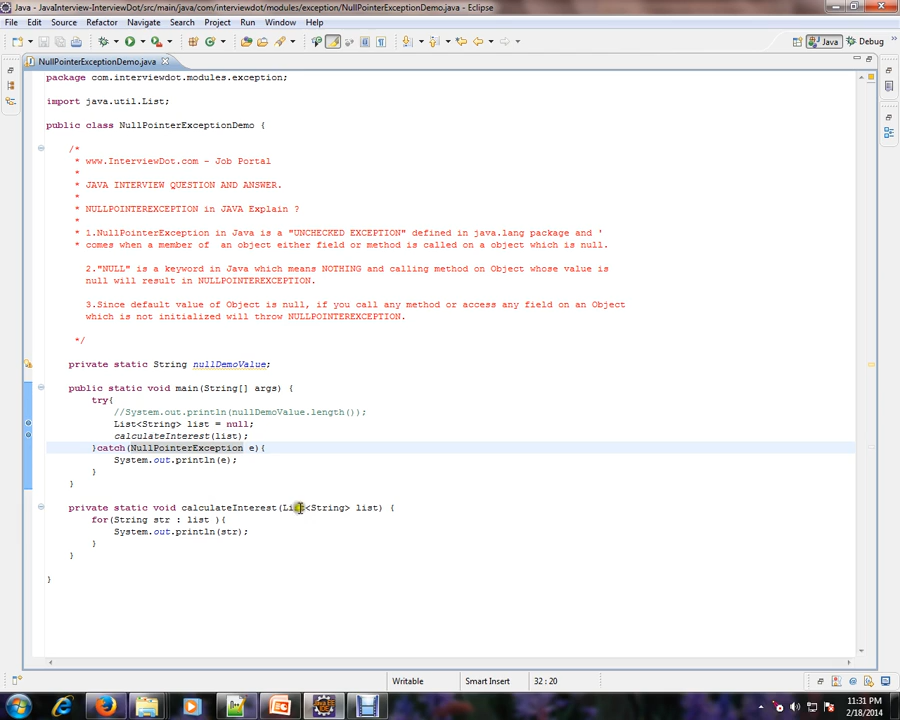 Java - JavaInterview-InterviewDot/src/main/java/com/interviewdot/modules/exception/NullPointerExceptionDemo.java - Eclipse
File Edit Source Refactor Navigate Search Project Run Window Help
Java Debug
NullPointerExceptionDemo.java
package com.interviewdot.modules.exception;
import java.util.List;
public class NullPointerExceptionDemo {
/*
* www.InterviewDot.com - Job Portal
*
* JAVA INTERVIEW QUESTION AND ANSWER.
*
* NULLPOINTEREXCEPTION in JAVA Explain ?
*
* 1.NullPointerException in Java is a "UNCHECKED EXCEPTION" defined in java.lang package and '
* comes when a member of  an object either field or method is called on a object which is null.
2."NULL" is a keyword in Java which means NOTHING and calling method on Object whose value is
null will result in NULLPOINTEREXCEPTION.
3.Since default value of Object is null, if you call any method or access any field on an Object
which is not initialized will throw NULLPOINTEREXCEPTION.
*/
private static String nullDemoValue;
public static void main(String[] args) {
try{
//System.out.println(nullDemoValue.length());
List<String> list = null;
calculateInterest(list);
}catch(NullPointerException e){
System.out.println(e);
}
}
private static void calculateInterest(List<String> list) {
for(String str : list ){
System.out.println(str);
}
}
}
Writable Smart Insert 32 : 20
11:31 PM
2/18/2014